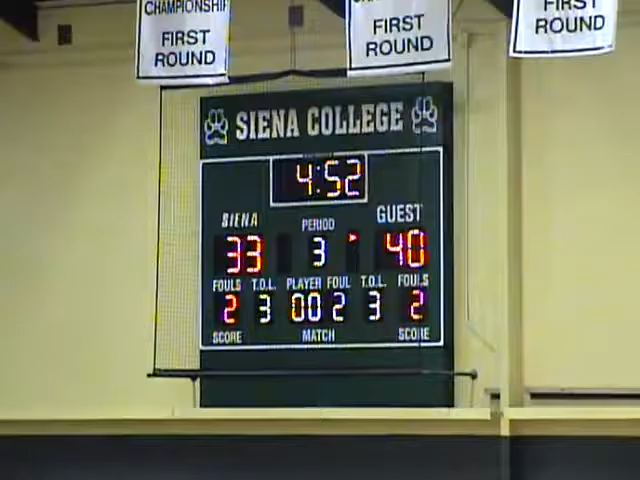 CHAMPIONSHIP
FIRST
ROUND
FIRST
ROUND
FIRST
ROUND
SIENA COLLEGE
4:52
SIENA PERIOD GUEST
33 3 40
FOULS T.O.L. PLAYER FOUL T.O.L. FOULS
2 3 00 2 3 2
SCORE MATCH SCORE